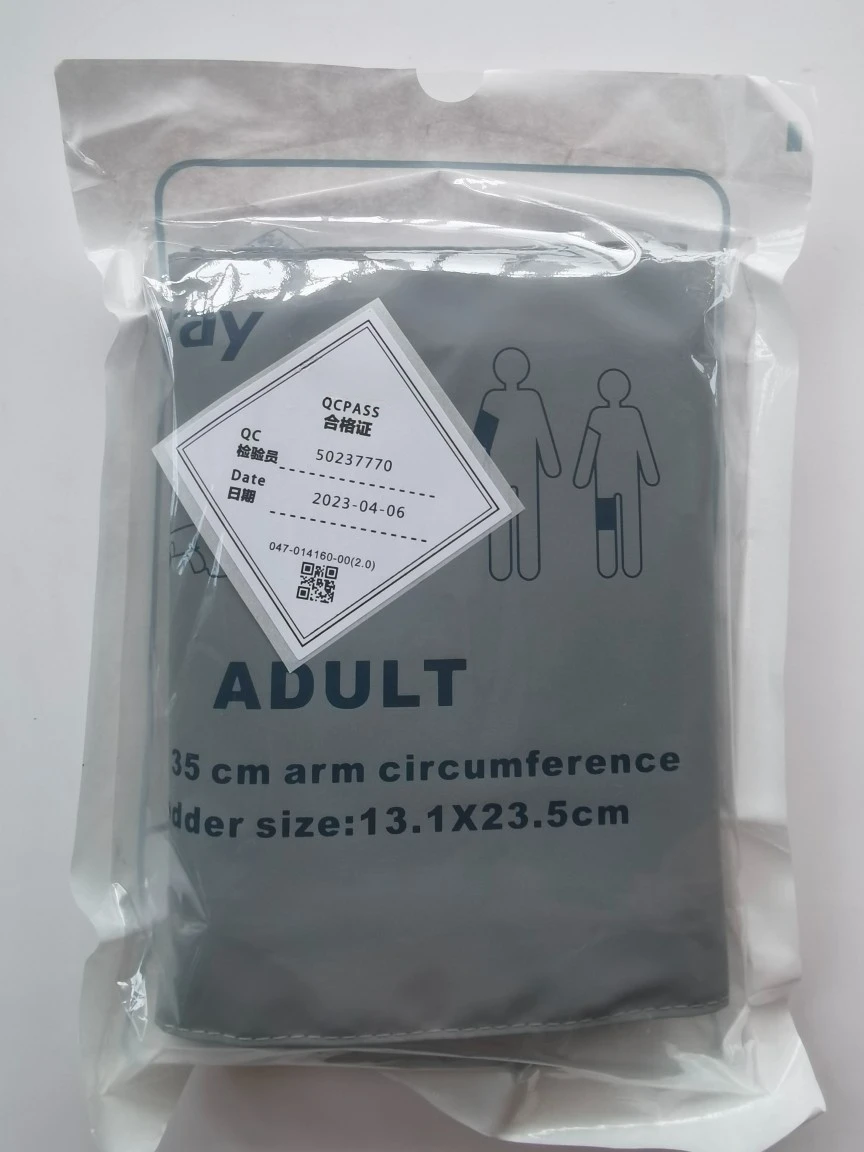 ray
QCPASS
合格证
QC
检验员 50237770
Date
日期 2023-04-06
047-014160-00(2.0)
ADULT
35 cm arm circumference
dder size:13.1X23.5cm